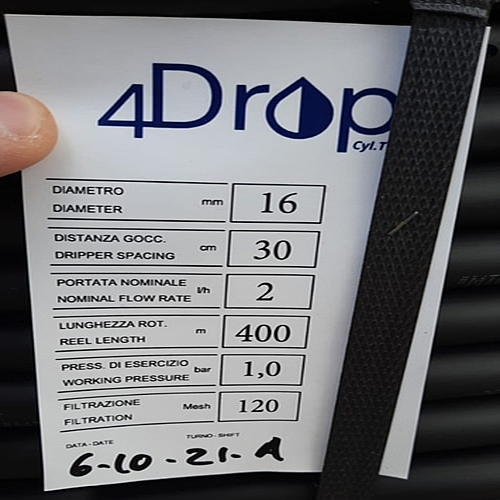 4Drop
Cyl.T
DIAMETRO
DIAMETER mm 16
DISTANZA GOCC.
DRIPPER SPACING cm 30
PORTATA NOMINALE
NOMINAL FLOW RATE l/h 2
LUNGHEZZA ROT.
REEL LENGTH m 400
PRESS. DI ESERCIZIO
WORKING PRESSURE bar 1,0
FILTRAZIONE
FILTRATION Mesh 120
DATA - DATE TURNO - SHIFT
6-10-21-A